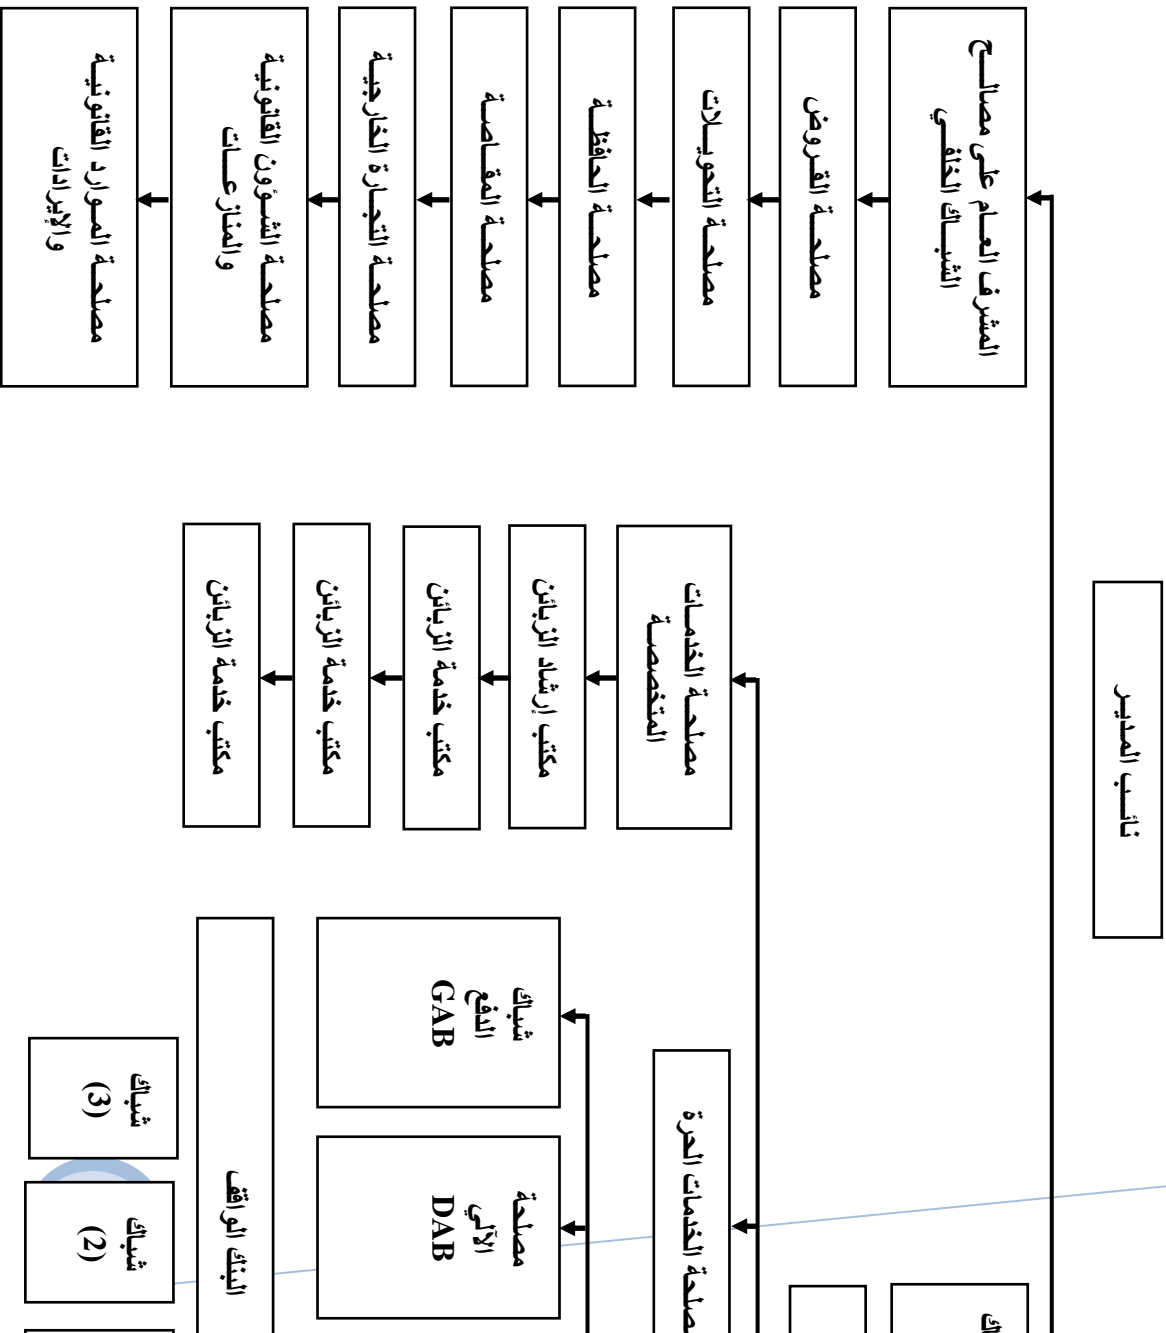 نائب المدير
المشرف العام على مصالح
الشباك الخلفي
مصلحة القروض
مصلحة التحويلات
مصلحة الحافظة
مصلحة المقاصة
مصلحة التجارة الخارجية
مصلحة الشؤون القانونية
والمنازعات
مصلحة الموارد القانونية
والإيرادات
مصلحة الخدمات
المتخصصة
مكتب إرشاد الزبائن
مكتب خدمة الزبائن
مكتب خدمة الزبائن
مكتب خدمة الزبائن
مصلحة الخدمات الحرة
شباك
الدفع
GAB
مصلحة
الآلي
DAB
البنك الواقف
شباك
(3)
شباك
(2)